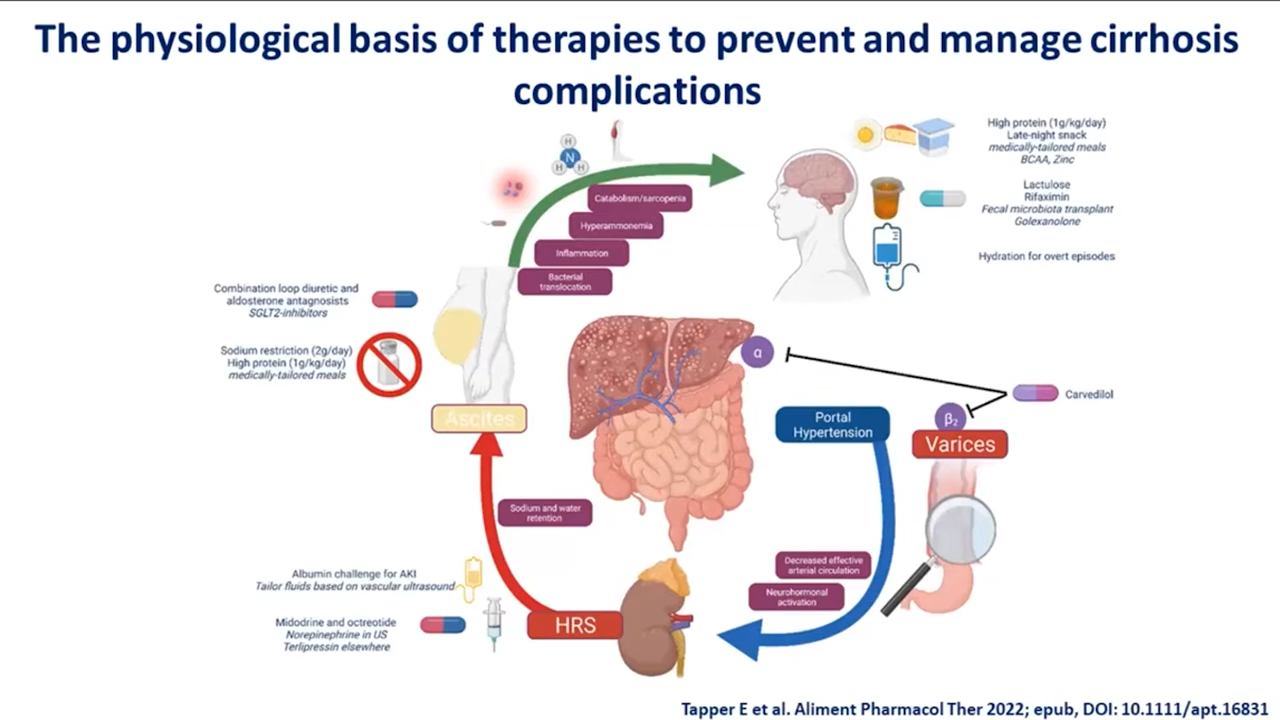 The physiological basis of therapies to prevent and manage cirrhosis
complications
H
N
H
H
High protein (1g/kg/day)
Late-night snack
medically-tailored meals
BCAA, Zinc
Catabolism/sarcopenia
Hyperammonemia
Inflammation
Bacterial
translocation
Lactulose
Rifaximin
Fecal microbiota transplant
Golexanolone
Hydration for overt episodes
Combination loop diuretic and
aldosterone antagnosists
SGLT2-inhibitors
Sodium restriction (2g/day)
High protein (1g/kg/day)
medically-tailored meals
Ascites
α
Carvedilol
β2
Portal
Hypertension
Varices
Sodium and water
retention
Decreased effective
arterial circulation
Neurohormonal
activation
Albumin challenge for AKI
Tailor fluids based on vascular ultrasound
Midodrine and octreotide
Norepinephrine in US
Terlipressin elsewhere
HRS
Tapper E et al. Aliment Pharmacol Ther 2022; epub, DOI: 10.1111/apt.16831